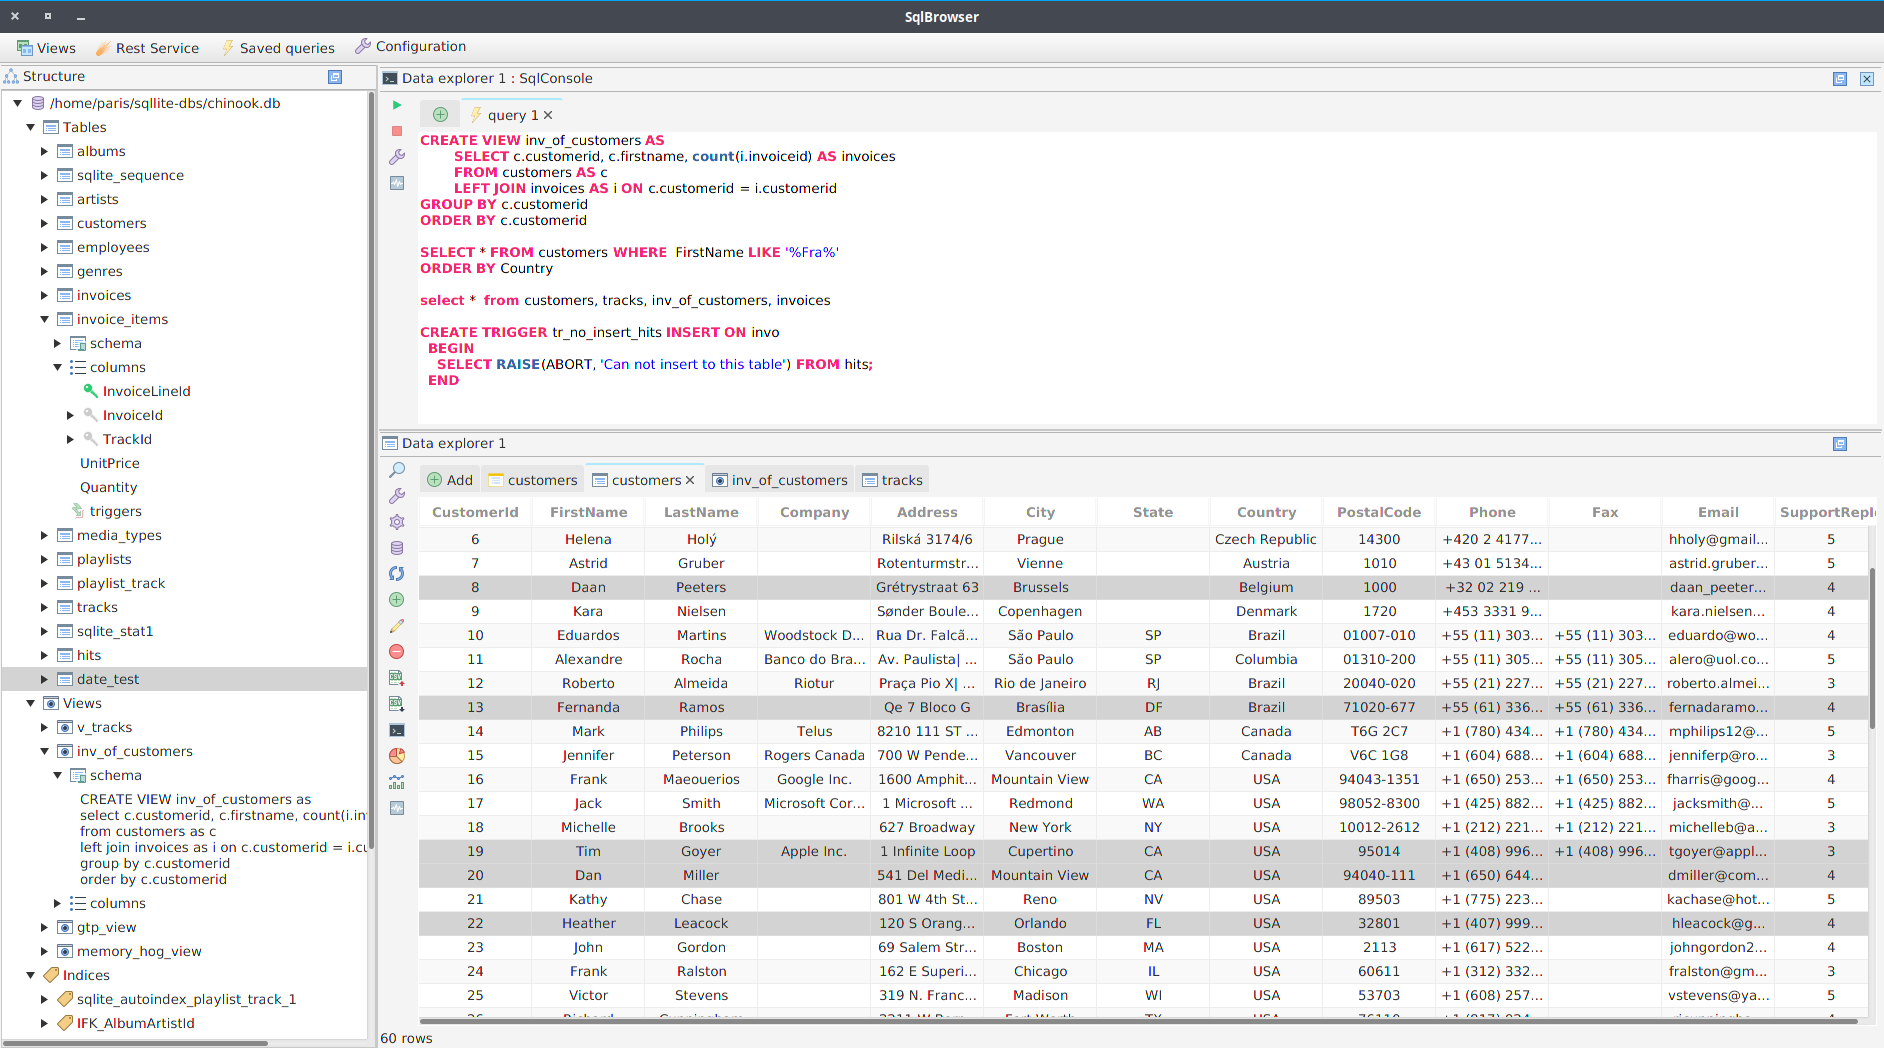 SqlBrowser
Views Rest Service Saved queries Configuration
Structure
/home/paris/sqllite-dbs/chinook.db
Tables
albums
sqlite_sequence
artists
customers
employees
genres
invoices
invoice_items
schema
columns
InvoiceLineId
InvoiceId
TrackId
UnitPrice
Quantity
triggers
media_types
playlists
playlist_track
tracks
sqlite_stat1
hits
date_test
Views
v_tracks
inv_of_customers
schema
CREATE VIEW inv_of_customers as
select c.customerid, c.firstname, count(i.in
from customers as c
left join invoices as i on c.customerid = i.cu
group by c.customerid
order by c.customerid
columns
gtp_view
memory_hog_view
Indices
sqlite_autoindex_playlist_track_1
IFK_AlbumArtistId
Data explorer 1 : SqlConsole
query 1
CREATE VIEW inv_of_customers AS
SELECT c.customerid, c.firstname, count(i.invoiceid) AS invoices
FROM customers AS c
LEFT JOIN invoices AS i ON c.customerid = i.customerid
GROUP BY c.customerid
ORDER BY c.customerid
SELECT * FROM customers WHERE FirstName LIKE '%Fra%'
ORDER BY Country
select * from customers, tracks, inv_of_customers, invoices
CREATE TRIGGER tr_no_insert_hits INSERT ON invo
BEGIN
SELECT RAISE(ABORT, 'Can not insert to this table') FROM hits;
END
Data explorer 1
Add customers customers inv_of_customers tracks
CustomerId FirstName LastName Company Address City State Country PostalCode Phone Fax Email SupportRepI
6 Helena Holý Rilská 3174/6 Prague Czech Republic 14300 +420 2 4177... hholy@gmail... 5
7 Astrid Gruber Rotenturmstr... Vienne Austria 1010 +43 01 5134... astrid.gruber... 5
8 Daan Peeters Grétrystraat 63 Brussels Belgium 1000 +32 02 219 ... daan_peeter... 4
9 Kara Nielsen Sønder Boule... Copenhagen Denmark 1720 +453 3331 9... kara.nielsen... 4
10 Eduardos Martins Woodstock D... Rua Dr. Falcã... São Paulo SP Brazil 01007-010 +55 (11) 303... +55 (11) 303... eduardo@wo... 4
11 Alexandre Rocha Banco do Bra... Av. Paulista| ... São Paulo SP Columbia 01310-200 +55 (11) 305... +55 (11) 305... alero@uol.co... 5
12 Roberto Almeida Riotur Praça Pio X| ... Rio de Janeiro RJ Brazil 20040-020 +55 (21) 227... +55 (21) 227... roberto.almei... 3
13 Fernanda Ramos Qe 7 Bloco G Brasília DF Brazil 71020-677 +55 (61) 336... +55 (61) 336... fernadaramo... 4
14 Mark Philips Telus 8210 111 ST ... Edmonton AB Canada T6G 2C7 +1 (780) 434... +1 (780) 434... mphilips12@... 5
15 Jennifer Peterson Rogers Canada 700 W Pende... Vancouver BC Canada V6C 1G8 +1 (604) 688... +1 (604) 688... jenniferp@ro... 3
16 Frank Maeouerios Google Inc. 1600 Amphit... Mountain View CA USA 94043-1351 +1 (650) 253... +1 (650) 253... fharris@goog... 4
17 Jack Smith Microsoft Cor... 1 Microsoft ... Redmond WA USA 98052-8300 +1 (425) 882... +1 (425) 882... jacksmith@... 5
18 Michelle Brooks 627 Broadway New York NY USA 10012-2612 +1 (212) 221... +1 (212) 221... michelleb@a... 3
19 Tim Goyer Apple Inc. 1 Infinite Loop Cupertino CA USA 95014 +1 (408) 996... +1 (408) 996... tgoyer@appl... 3
20 Dan Miller 541 Del Medi... Mountain View CA USA 94040-111 +1 (650) 644... dmiller@com... 4
21 Kathy Chase 801 W 4th St... Reno NV USA 89503 +1 (775) 223... kachase@hot... 5
22 Heather Leacock 120 S Orang... Orlando FL USA 32801 +1 (407) 999... hleacock@g... 4
23 John Gordon 69 Salem Str... Boston MA USA 2113 +1 (617) 522... johngordon2... 4
24 Frank Ralston 162 E Superi... Chicago IL USA 60611 +1 (312) 332... fralston@gm... 3
25 Victor Stevens 319 N. Franc... Madison WI USA 53703 +1 (608) 257... vstevens@ya... 5
60 rows